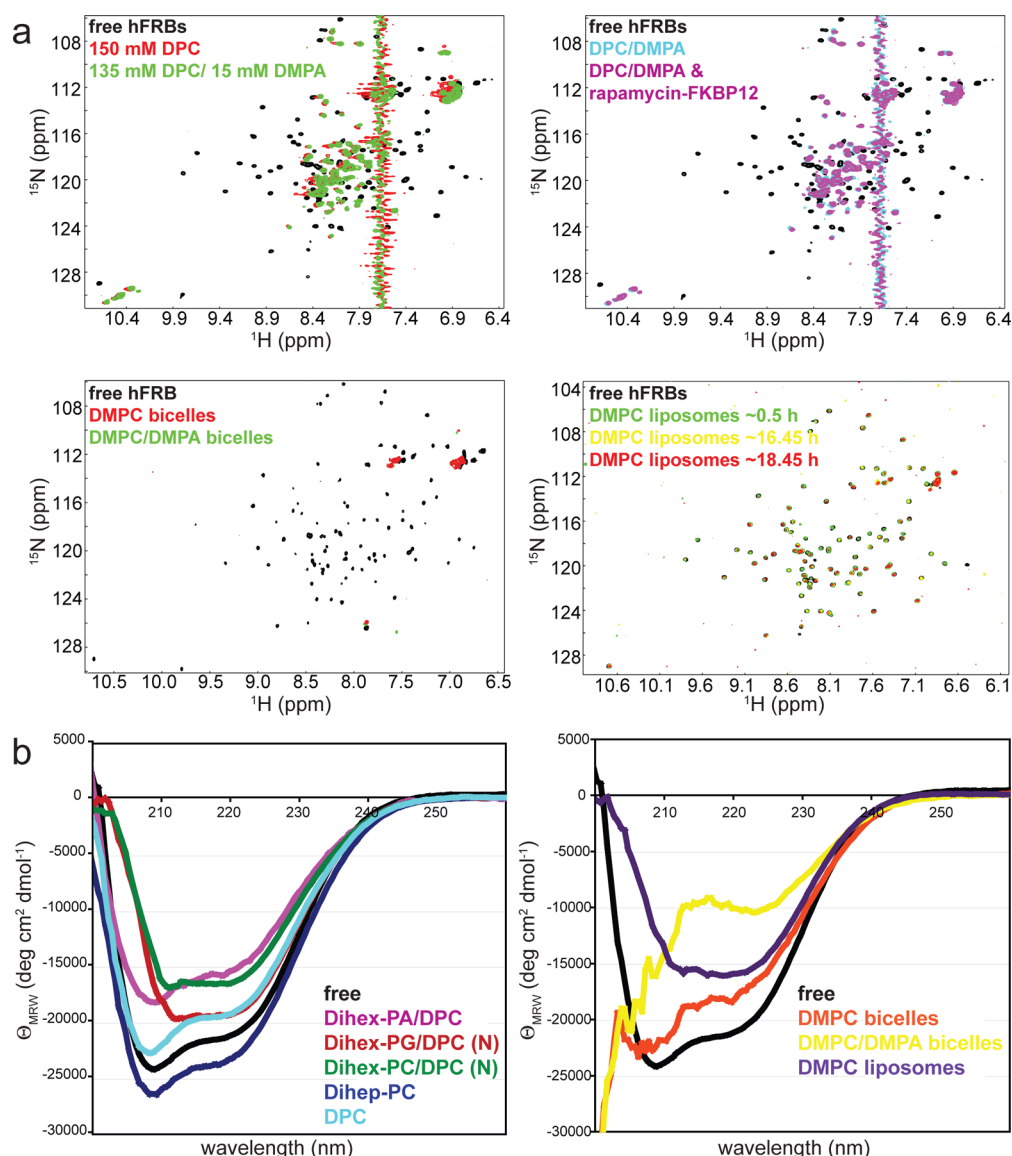 a
free hFRBs
150 mM DPC
135 mM DPC/ 15 mM DMPA
108
112
116
120
124
128
15N (ppm)
10.4 9.9 9.4 8.9 8.4 7.9 7.4 6.9 6.4
1H (ppm)
free hFRBs
DPC/DMPA
DPC/DMPA &
rapamycin-FKBP12
108
112
116
120
124
128
15N (ppm)
10.4 9.9 9.4 8.9 8.4 7.9 7.4 6.9 6.4
1H (ppm)
free hFRB
DMPC bicelles
DMPC/DMPA bicelles
108
112
116
120
124
128
15N (ppm)
10.5 10.0 9.5 9.0 8.5 8.0 7.5 7.0 6.5
1H (ppm)
free hFRBs
DMPC liposomes ~0.5 h
DMPC liposomes ~16.45 h
DMPC liposomes ~18.45 h
104
108
112
116
120
124
128
15N (ppm)
10.6 10.1 9.6 9.1 8.6 8.1 7.6 7.1 6.6 6.1
1H (ppm)
b
5000
0
-5000
-10000
-15000
-20000
-25000
-30000
ΘMRW (deg cm2 dmol-1)
210 220 230 240 250
free
Dihex-PA/DPC
Dihex-PG/DPC (N)
Dihex-PC/DPC (N)
Dihep-PC
DPC
wavelength (nm)
5000
0
-5000
-10000
-15000
-20000
-25000
-30000
ΘMRW (deg cm2 dmol-1)
210 220 230 240 250
free
DMPC bicelles
DMPC/DMPA bicelles
DMPC liposomes
wavelength (nm)